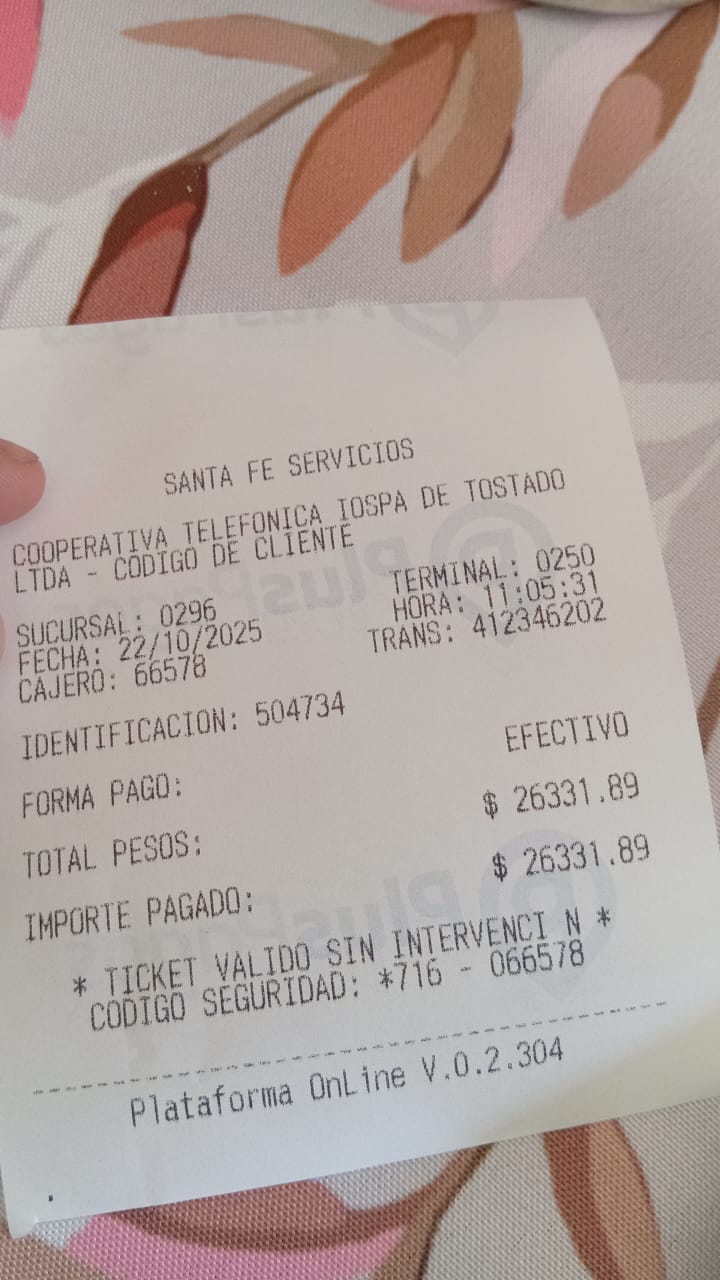 SANTA FE SERVICIOS
COOPERATIVA TELEFONICA IOSPA DE TOSTADO
LTDA - CODIGO DE CLIENTE
SUCURSAL: 0296 TERMINAL: 0250
FECHA: 22/10/2025 HORA: 11:05:31
CAJERO: 66578 TRANS: 412346202
IDENTIFICACION: 504734
FORMA PAGO: EFECTIVO
TOTAL PESOS: $ 26331.89
IMPORTE PAGADO: $ 26331.89
* TICKET VALIDO SIN INTERVENCI N *
CODIGO SEGURIDAD: *716 - 066578
Plataforma OnLine V.0.2.304